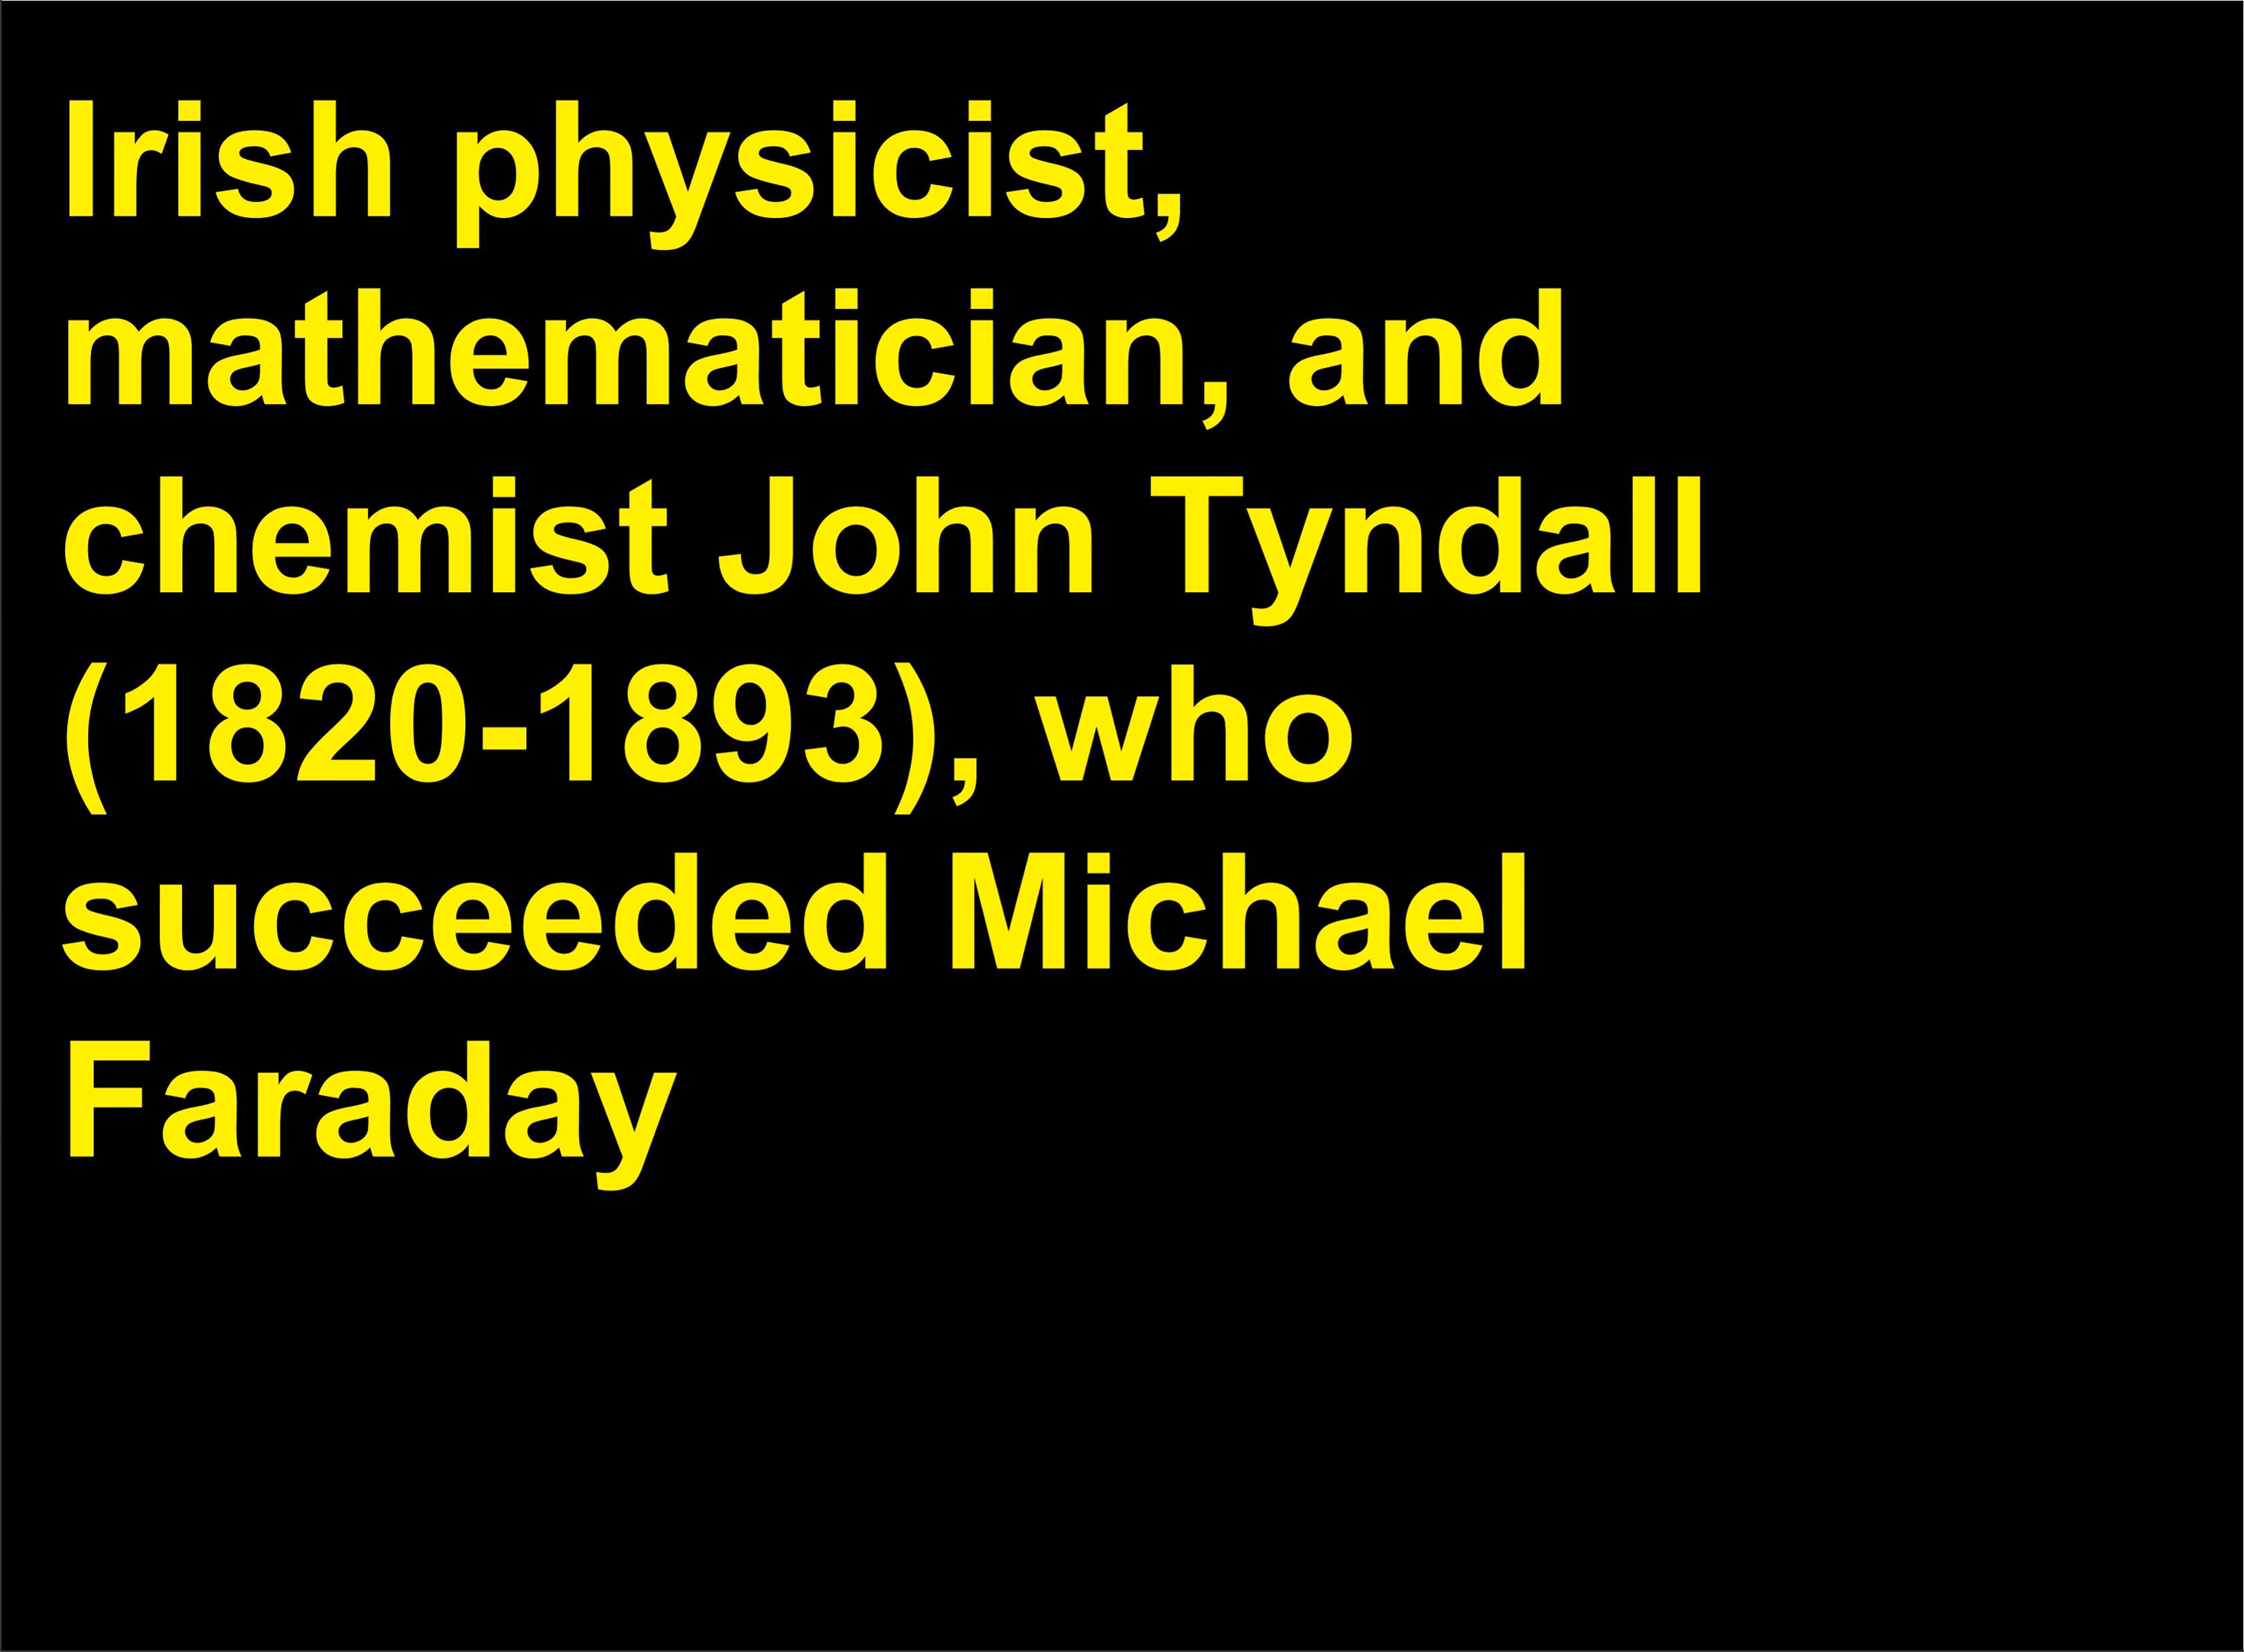 Irish physicist,
mathematician, and
chemist John Tyndall
(1820-1893), who
succeeded Michael
Faraday